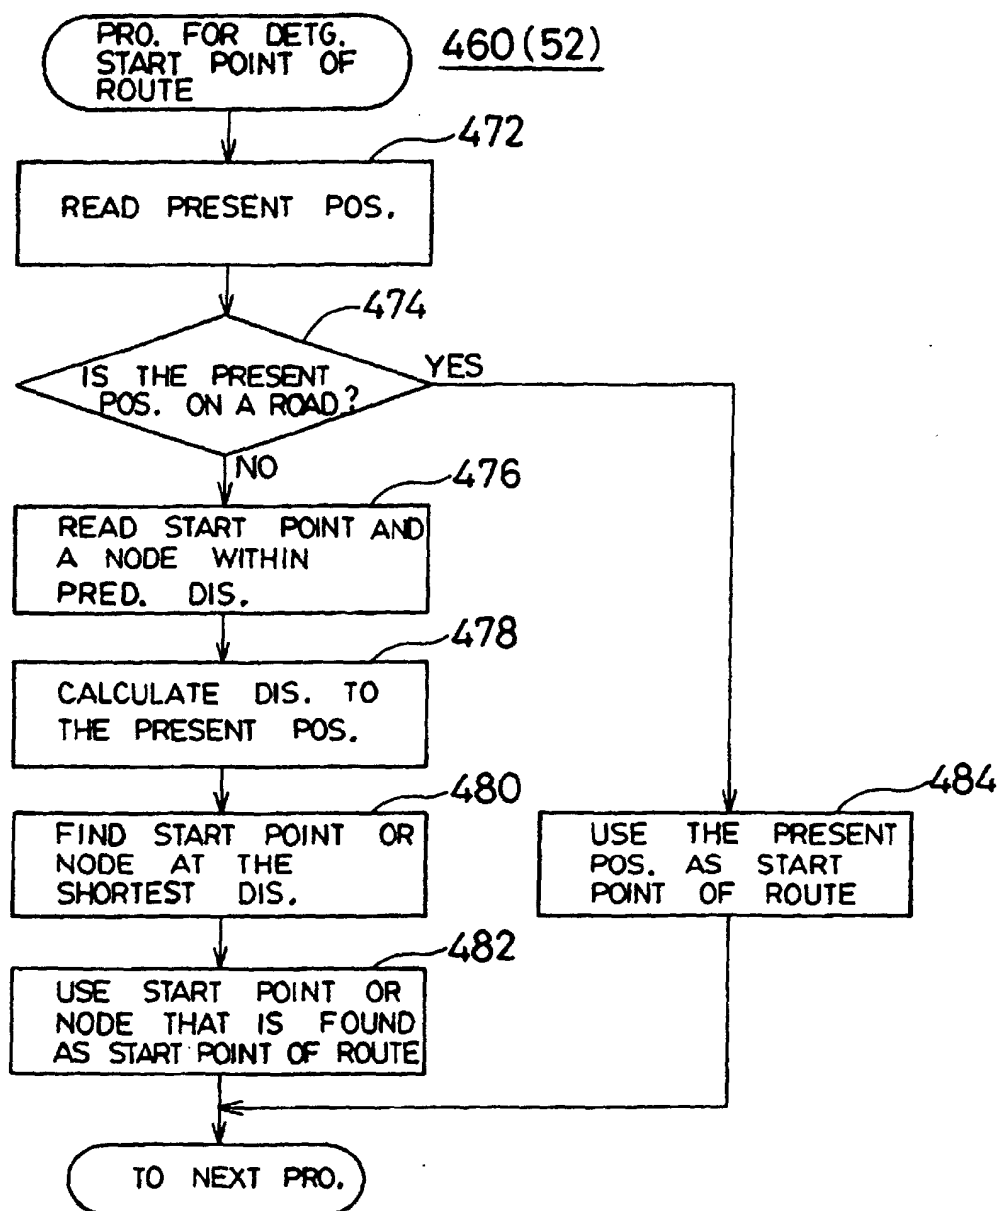 PRO. FOR DETG.
START POINT OF
ROUTE
460(52)
472
READ PRESENT POS.
474
IS THE PRESENT
POS. ON A ROAD?
YES
NO
476
READ START POINT AND
A NODE WITHIN
PRED. DIS.
478
CALCULATE DIS. TO
THE PRESENT POS.
480
FIND START POINT OR
NODE AT THE
SHORTEST DIS.
484
USE THE PRESENT
POS. AS START
POINT OF ROUTE
482
USE START POINT OR
NODE THAT IS FOUND
AS START POINT OF ROUTE
TO NEXT PRO.